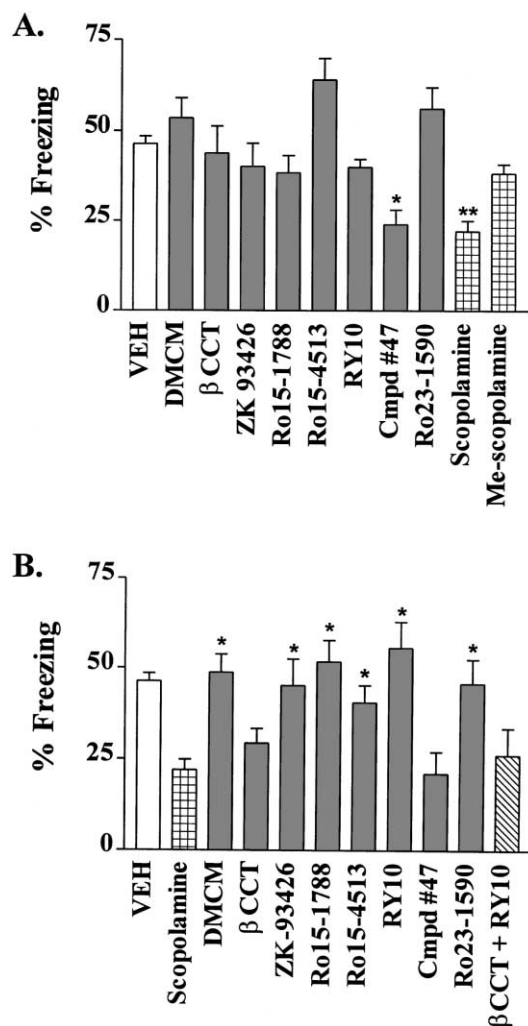 A.
75
50
25
0
% Freezing
*
**
VEH
DMCM
β CCT
ZK 93426
Ro15-1788
Ro15-4513
RY10
Cmpd #47
Ro23-1590
Scopolamine
Me-scopolamine
B.
75
50
25
0
% Freezing
*
*
*
*
*
*
VEH
Scopolamine
DMCM
β CCT
ZK-93426
Ro15-1788
Ro15-4513
RY10
Cmpd #47
Ro23-1590
βCCT + RY10